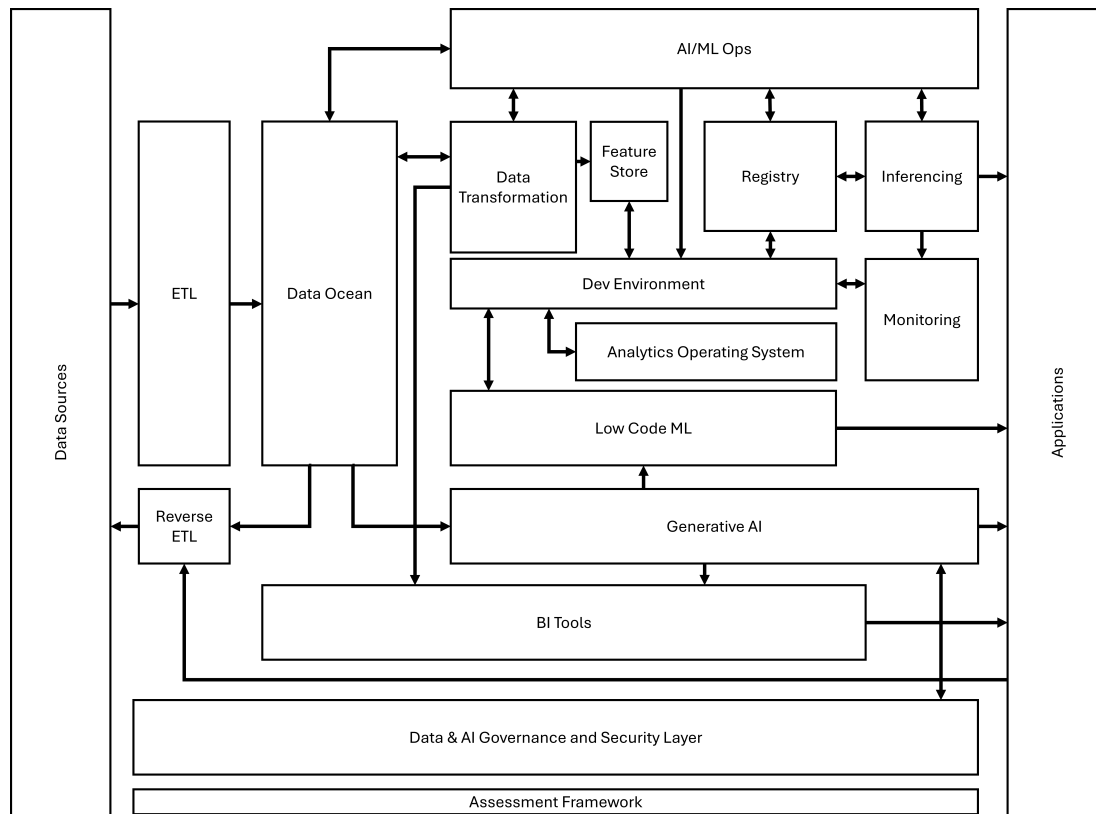 AI/ML Ops
Data Sources
ETL
Data Ocean
Data
Transformation
Feature
Store
Registry
Inferencing
Dev Environment
Monitoring
Analytics Operating System
Low Code ML
Reverse
ETL
Generative AI
BI Tools
Data & AI Governance and Security Layer
Assessment Framework
Applications